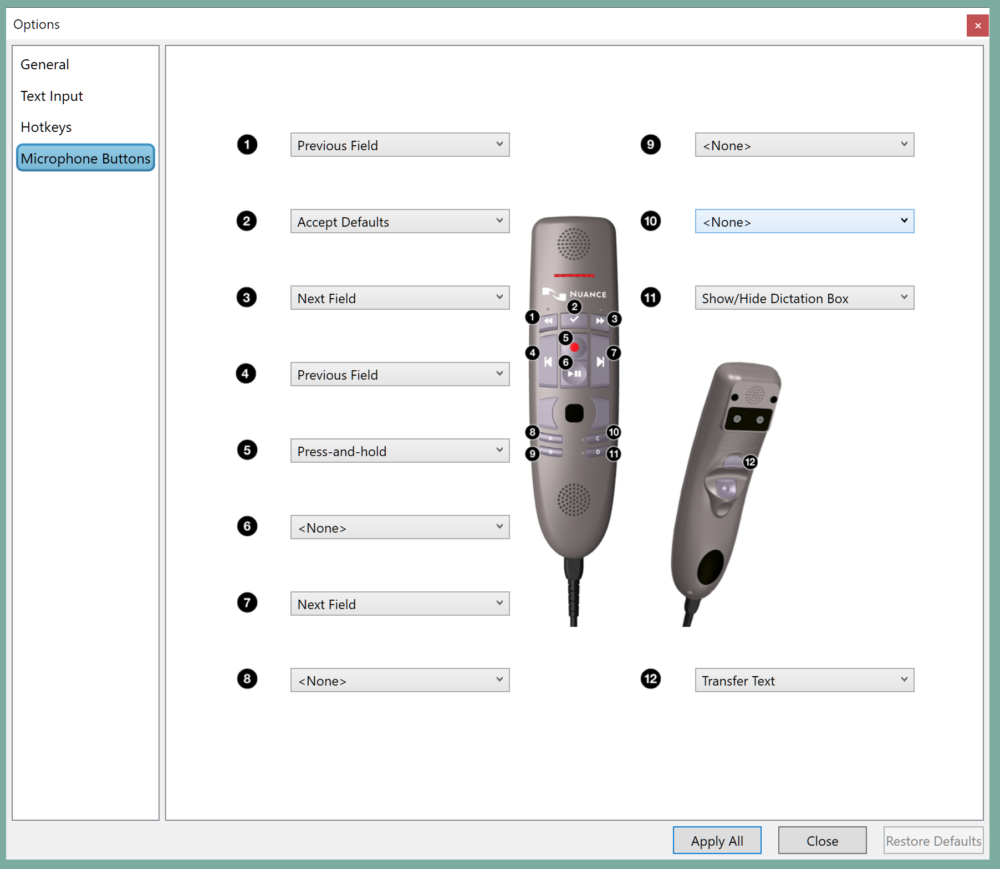 Options
×
General
Text Input
Hotkeys
Microphone Buttons
1 Previous Field
2 Accept Defaults
3 Next Field
4 Previous Field
5 Press-and-hold
6 <None>
7 Next Field
8 <None>
NUANCE
1
2
3
5
4
7
6
8 A C 10
9 B D 11
9 <None>
10 <None>
11 Show/Hide Dictation Box
12
12 Transfer Text
Apply All
Close
Restore Defaults